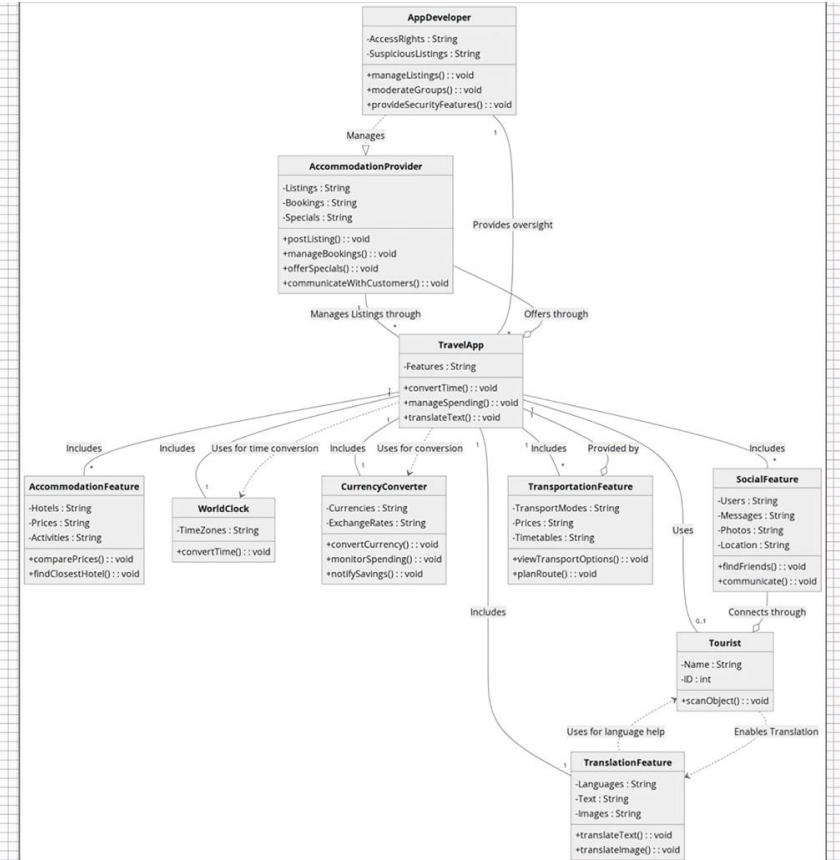 AppDeveloper
-AccessRights : String
-SuspiciousListings : String
+manageListings() : : void
+moderateGroups() : : void
+provideSecurityFeatures() : : void
Manages
1
AccommodationProvider
-Listings : String
-Bookings : String
-Specials : String
+postListing() : : void
+manageBookings() : : void
+offerSpecials() : : void
+communicateWithCustomers() : : void
Provides oversight
1
Manages Listings through
Offers through
*
*
TravelApp
-Features : String
+convertTime() : : void
+manageSpending() : : void
+translateText() : : void
1
1
1
1
1
Includes
Includes
Uses for time conversion
Includes
Uses for conversion
Includes
Provided by
Includes
*
1
1
*
*
AccommodationFeature
-Hotels : String
-Prices : String
-Activities : String
+comparePrices() : : void
+findClosestHotel() : : void
WorldClock
-TimeZones : String
+convertTime() : : void
CurrencyConverter
-Currencies : String
-ExchangeRates : String
+convertCurrency() : : void
+monitorSpending() : : void
+notifySavings() : : void
TransportationFeature
-TransportModes : String
-Prices : String
-Timetables : String
+viewTransportOptions() : : void
+planRoute() : : void
SocialFeature
-Users : String
-Messages : String
-Photos : String
-Location : String
+findFriends() : : void
+communicate() : : void
Uses
Includes
Connects through
0..1
Tourist
-Name : String
-ID : int
+scanObject() : : void
Uses for language help
Enables Translation
1
TranslationFeature
-Languages : String
-Text : String
-Images : String
+translateText() : : void
+translateImage() : : void